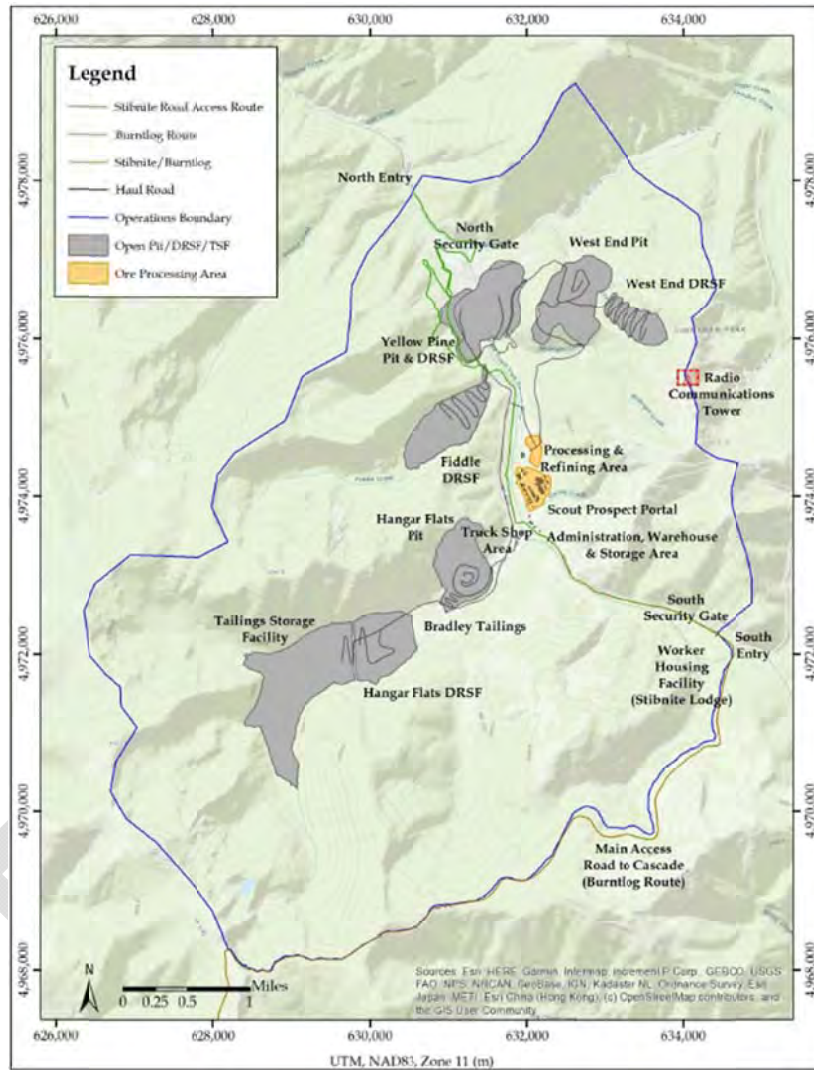 626,000 628,000 630,000 632,000 634,000
Legend
Stibnite Road Access Route
Burntlog Route
Stibnite/Burntlog
Haul Road
Operations Boundary
Open Pit/DRSF/TSF
Ore Processing Area
4,978,000
4,978,000
North Entry
North
Security Gate
West End Pit
West End DRSF
4,976,000
4,976,000
Yellow Pine
Pit & DRSF
Radio
Communications
Tower
Fiddle
DRSF
Processing &
Refining Area
4,974,000
4,974,000
Scout Prospect Portal
Hangar Flats
Pit
Truck Shop
Area
Administration, Warehouse
& Storage Area
South
Security Gate
Tailings Storage
Facility
Bradley Tailings
South
Entry
4,972,000
4,972,000
Worker
Housing
Facility
(Stibnite Lodge)
Hangar Flats DRSF
4,970,000
4,970,000
Main Access
Road to Cascade
(Burntlog Route)
4,968,000
4,968,000
N
Miles
0 0.25 0.5 1
Sources: Esri, HERE, Garmin, Intermap, increment P Corp., GEBCO, USGS,
FAO, NPS, NRCAN, GeoBase, IGN, Kadaster NL, Ordnance Survey, Esri
Japan, METI, Esri China (Hong Kong), (c) OpenStreetMap contributors, and
the GIS User Community
626,000 628,000 630,000 632,000 634,000
UTM, NAD83, Zone 11 (m)